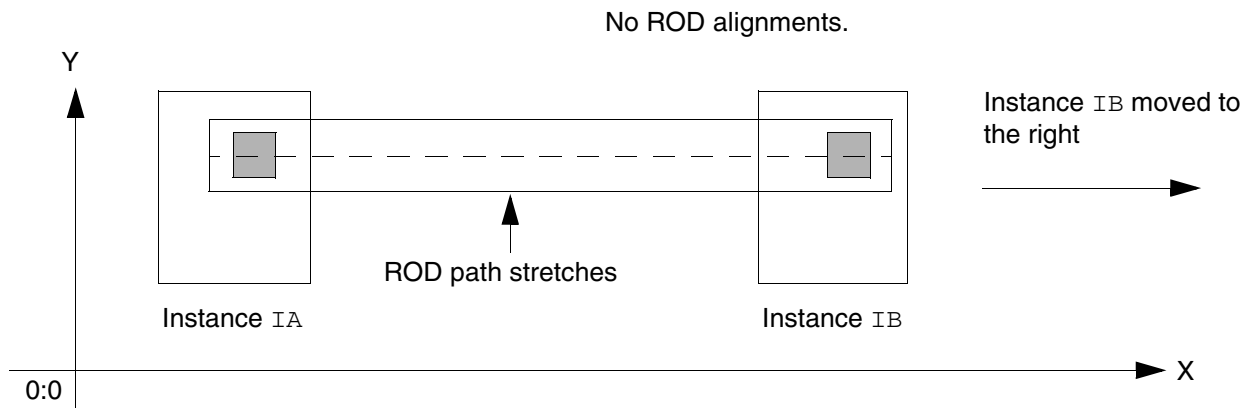 No ROD alignments.
Y
Instance IB moved to
the right
ROD path stretches
Instance IA
Instance IB
X
0:0